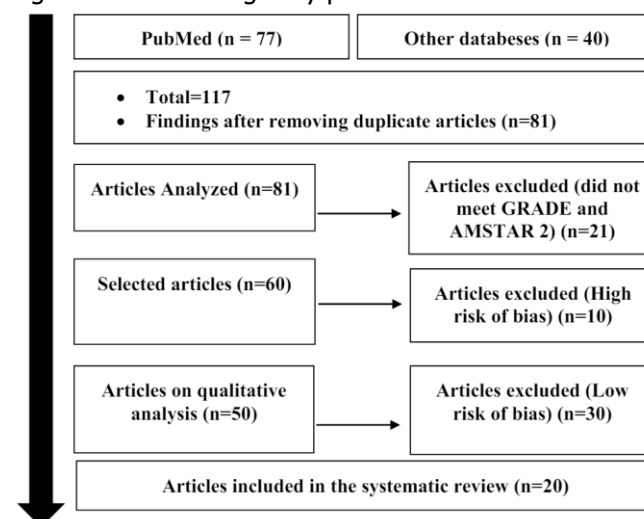 PubMed (n = 77)
Other databeses (n = 40)
• Total=117
• Findings after removing duplicate articles (n=81)
Articles Analyzed (n=81)
Articles excluded (did not
meet GRADE and
AMSTAR 2) (n=21)
Selected articles (n=60)
Articles excluded (High
risk of bias) (n=10)
Articles on qualitative
analysis (n=50)
Articles excluded (Low
risk of bias) (n=30)
Articles included in the systematic review (n=20)